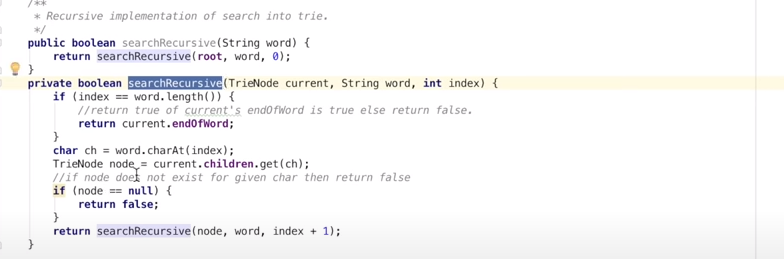 /**
 * Recursive implementation of search into trie.
 */
public boolean searchRecursive(String word) {
    return searchRecursive(root, word, 0);
}
private boolean searchRecursive(TrieNode current, String word, int index) {
    if (index == word.length()) {
        //return true of current's endOfWord is true else return false.
        return current.endOfWord;
    }
    char ch = word.charAt(index);
    TrieNode node = current.children.get(ch);
    //if node does not exist for given char then return false
    if (node == null) {
        return false;
    }
    return searchRecursive(node, word, index + 1);
}